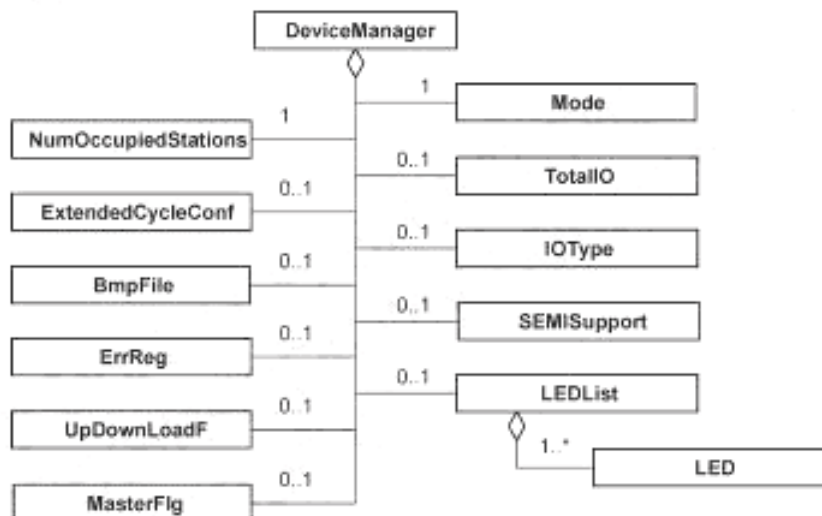 DeviceManager
1
Mode
1
NumOccupiedStations
0..1
TotalIO
0..1
ExtendedCycleConf
0..1
IOType
0..1
BmpFile
0..1
SEMISupport
0..1
ErrReg
0..1
LEDList
0..1
UpDownLoadF
1..*
LED
0..1
MasterFlg